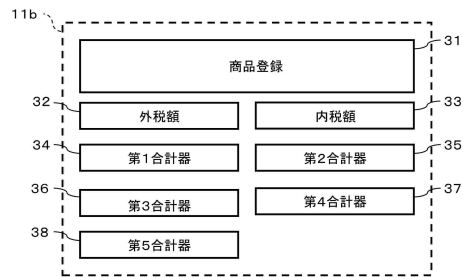 11b
商品登録 31
32 外税額 内税額 33
34 第1合計器 第2合計器 35
36 第3合計器 第4合計器 37
38 第5合計器